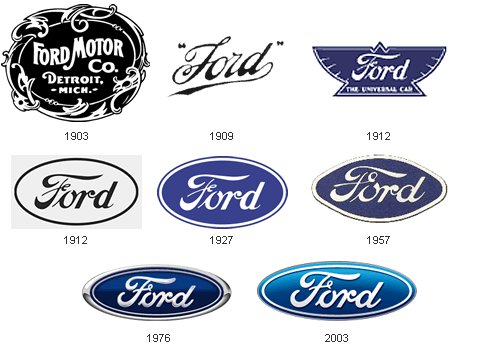 FORD MOTOR
CO.
DETROIT,
-MICH.-
"Ford"
Ford
THE UNIVERSAL CAR
1903
1909
1912
Ford
Ford
Ford
1912
1927
1957
Ford
Ford
1976
2003